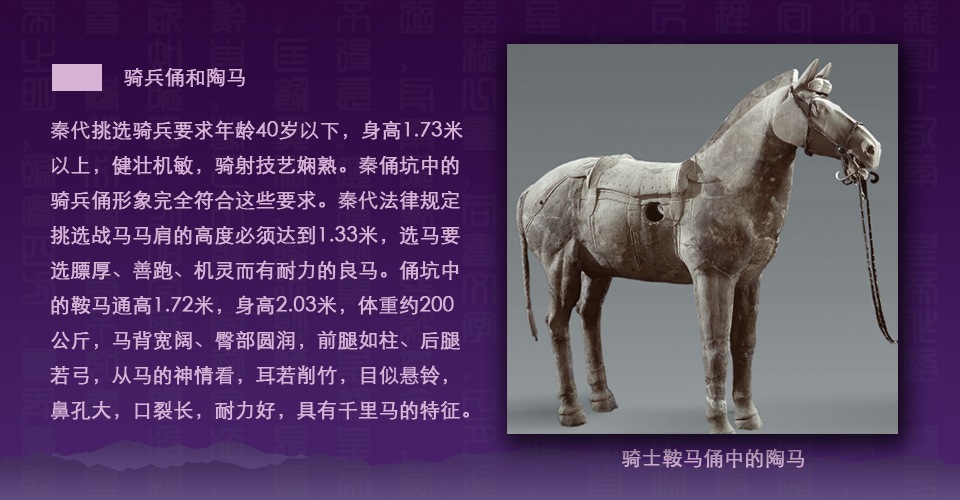 骑兵俑和陶马
秦代挑选骑兵要求年龄40岁以下，身高1.73米
以上，健壮机敏，骑射技艺娴熟。秦俑坑中的
骑兵俑形象完全符合这些要求。秦代法律规定
挑选战马马肩的高度必须达到1.33米，选马要
选膘厚、善跑、机灵而有耐力的良马。俑坑中
的鞍马通高1.72米，身高2.03米，体重约200
公斤，马背宽阔、臀部圆润，前腿如柱、后腿
若弓，从马的神情看，耳若削竹，目似悬铃，
鼻孔大，口裂长，耐力好，具有千里马的特征。
骑士鞍马俑中的陶马